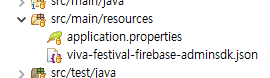 src/main/java
src/main/resources
application.properties
viva-festival-firebase-adminsdk.json
src/test/java